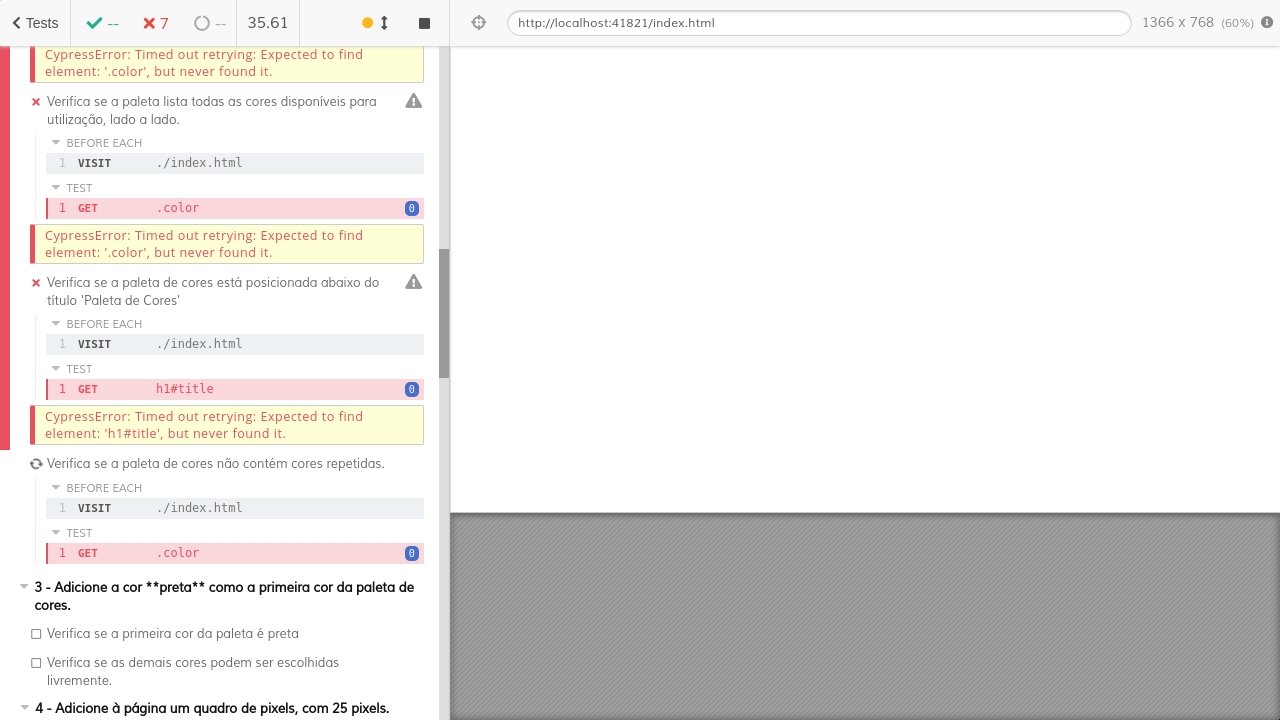 Tests
--
7
--
35.61
http://localhost:41821/index.html
1366 x 768 (60%)
CypressError: Timed out retrying: Expected to find
element: '.color', but never found it.
Verifica se a paleta lista todas as cores disponíveis para
utilização, lado a lado.
BEFORE EACH
1 VISIT ./index.html
TEST
1 GET .color 0
CypressError: Timed out retrying: Expected to find
element: '.color', but never found it.
Verifica se a paleta de cores está posicionada abaixo do
título 'Paleta de Cores'
BEFORE EACH
1 VISIT ./index.html
TEST
1 GET h1#title 0
CypressError: Timed out retrying: Expected to find
element: 'h1#title', but never found it.
Verifica se a paleta de cores não contém cores repetidas.
BEFORE EACH
1 VISIT ./index.html
TEST
1 GET .color 0
3 - Adicione a cor **preta** como a primeira cor da paleta de
cores.
Verifica se a primeira cor da paleta é preta
Verifica se as demais cores podem ser escolhidas
livremente.
4 - Adicione à página um quadro de pixels, com 25 pixels.